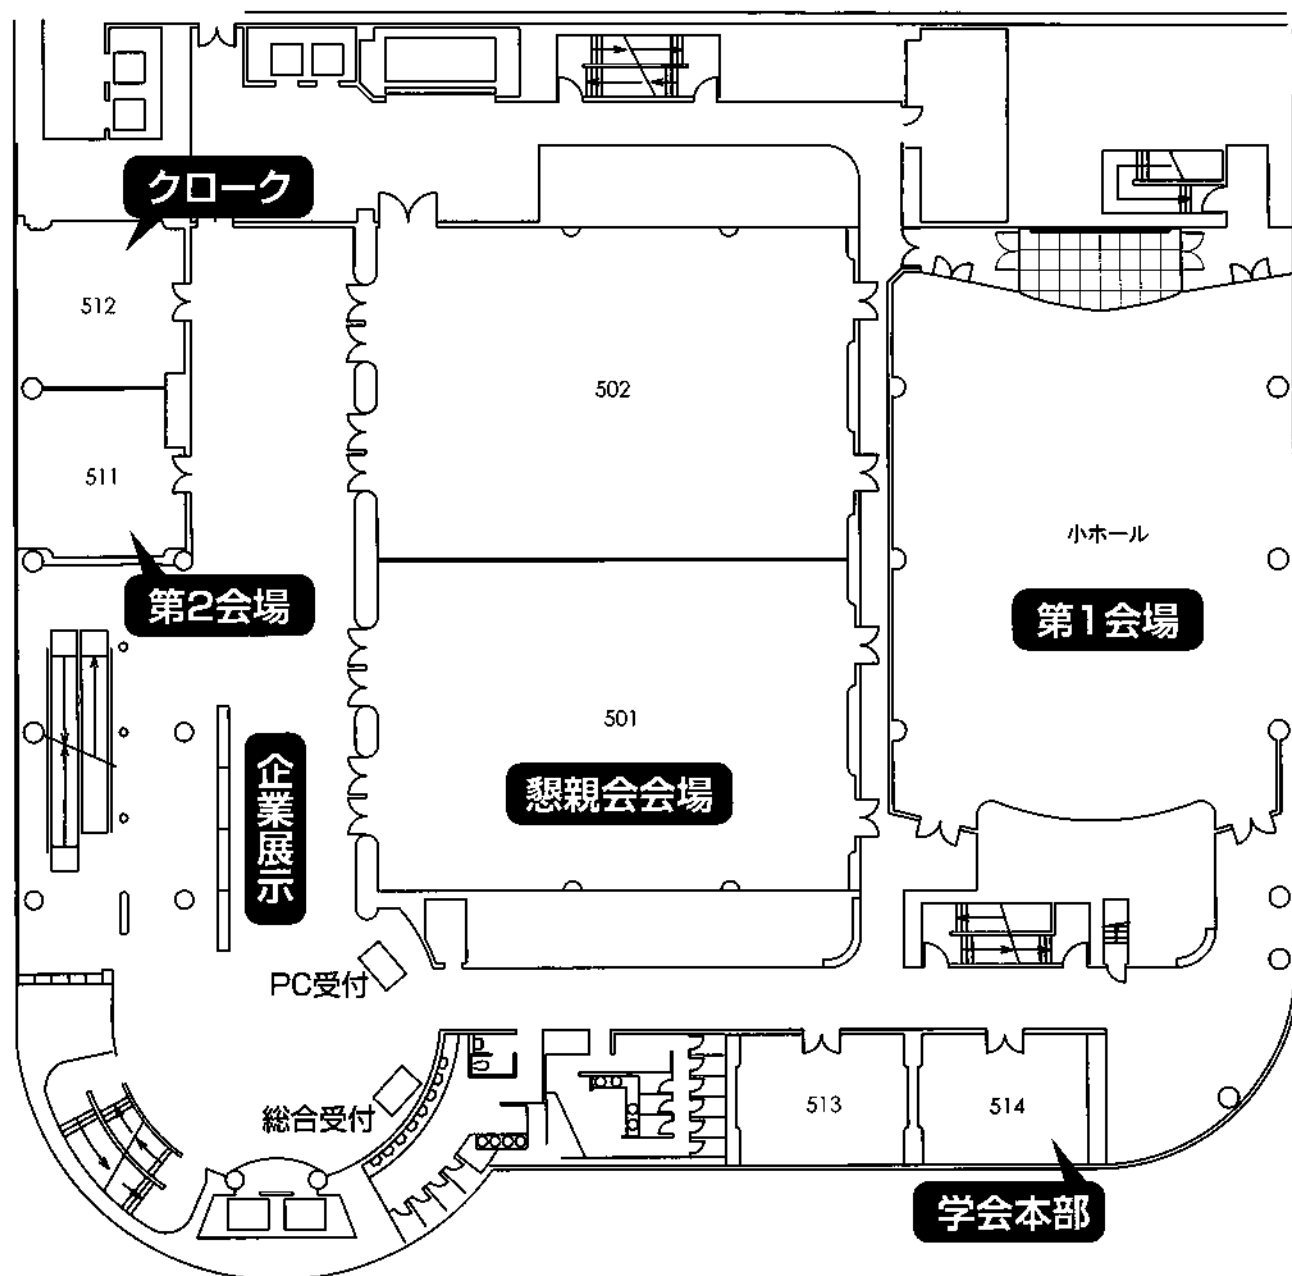 クローク
512
502
511
小ホール
第2会場
第1会場
501
企業展示
懇親会会場
PC受付
総合受付
513
514
学会本部